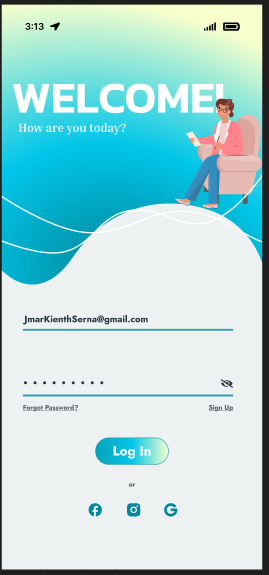 3:13
WELCOME!
How are you today?
JmarKienthSerna@gmail.com
Forgot Password?
Sign Up
Log In
or